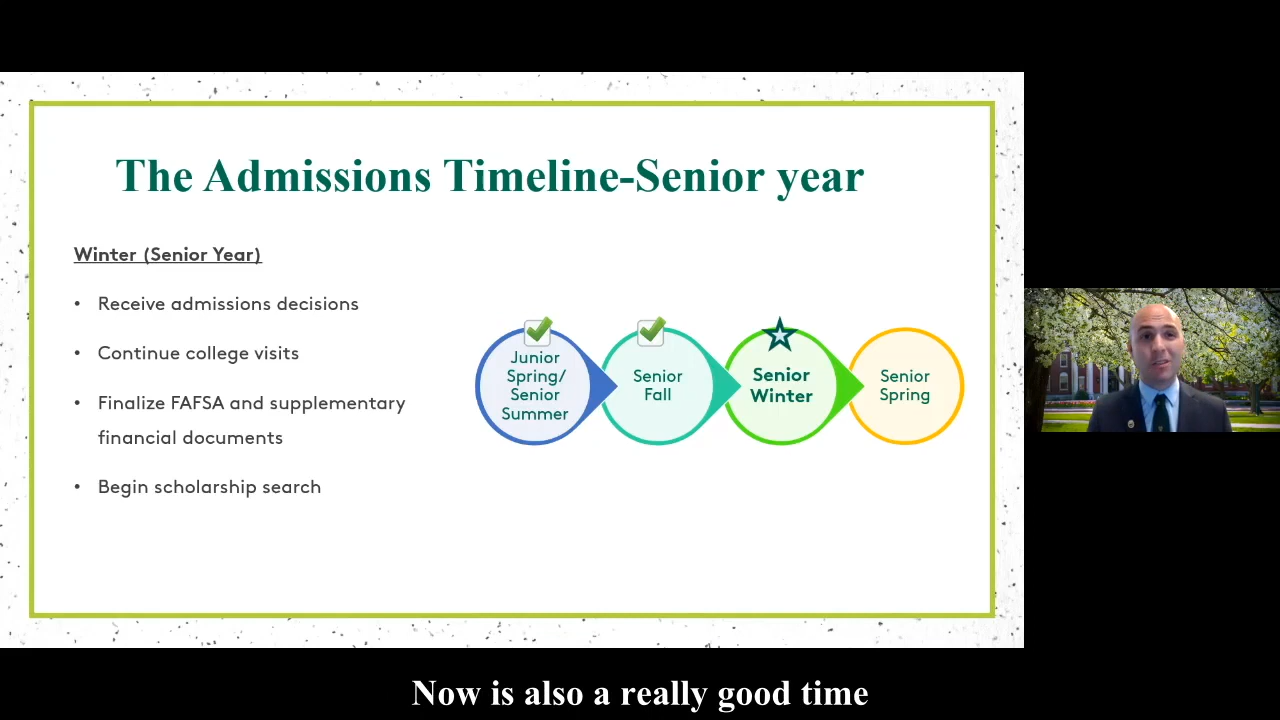 The Admissions Timeline-Senior year
Winter (Senior Year)
• Receive admissions decisions
• Continue college visits
• Finalize FAFSA and supplementary
financial documents
• Begin scholarship search
Junior
Spring/
Senior
Summer
Senior
Fall
Senior
Winter
Senior
Spring
Now is also a really good time